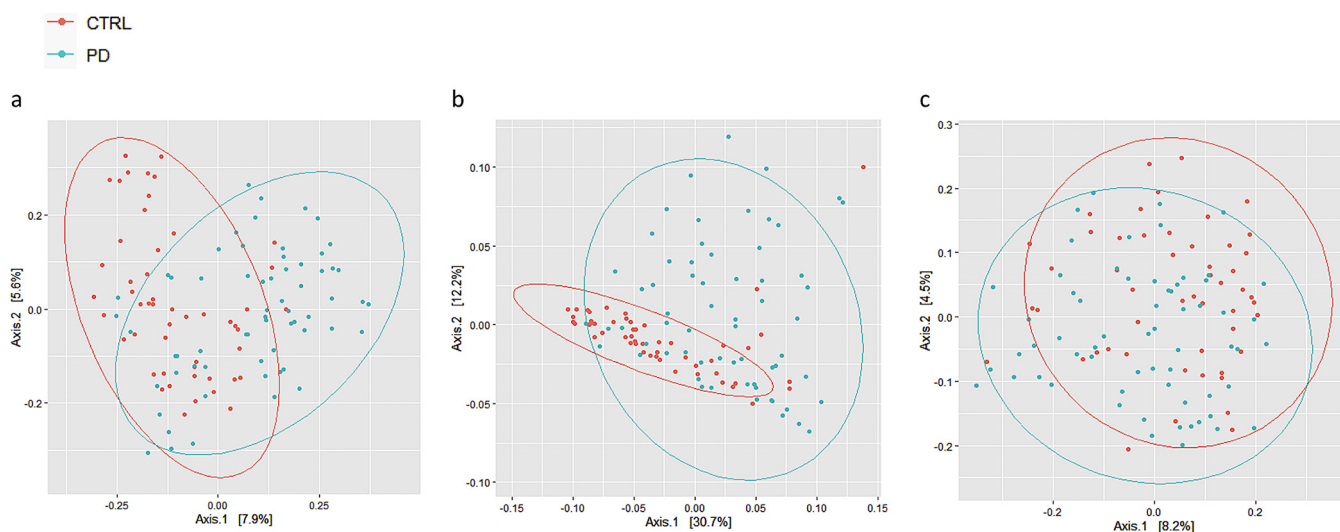 CTRL
PD
a
b
c
0.2
0.0
-0.2
Axis.2 [5.6%]
-0.25
0.00
0.25
Axis.1 [7.9%]
0.10
0.05
0.00
-0.05
-0.10
Axis.2 [12.2%]
-0.15
-0.10
-0.05
0.00
0.05
0.10
0.15
Axis.1 [30.7%]
0.3
0.2
0.1
0.0
-0.1
-0.2
Axis.2 [4.5%]
-0.2
0.0
0.2
Axis.1 [8.2%]